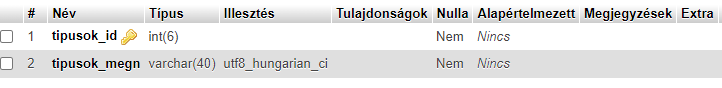 # Név Típus Illesztés Tulajdonságok Nulla Alapértelmezett Megjegyzések Extra
1 tipusok_id int(6) Nem Nincs
2 tipusok_megn varchar(40) utf8_hungarian_ci Nem Nincs